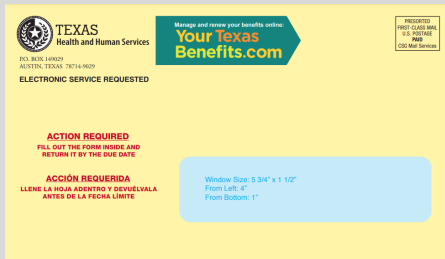 TEXAS
Health and Human Services
P.O. BOX 149029
AUSTIN, TEXAS 78714-9029
ELECTRONIC SERVICE REQUESTED
Manage and renew your benefits online:
Your Texas
Benefits.com
PRESORTED
FIRST-CLASS MAIL
U.S. POSTAGE
PAID
CSG Mail Services
ACTION REQUIRED
FILL OUT THE FORM INSIDE AND
RETURN IT BY THE DUE DATE
ACCIÓN REQUERIDA
LLENE LA HOJA ADENTRO Y DEVUÉLVALA
ANTES DE LA FECHA LÍMITE
Window Size: 5 3/4" x 1 1/2"
From Left: 4"
From Bottom: 1"